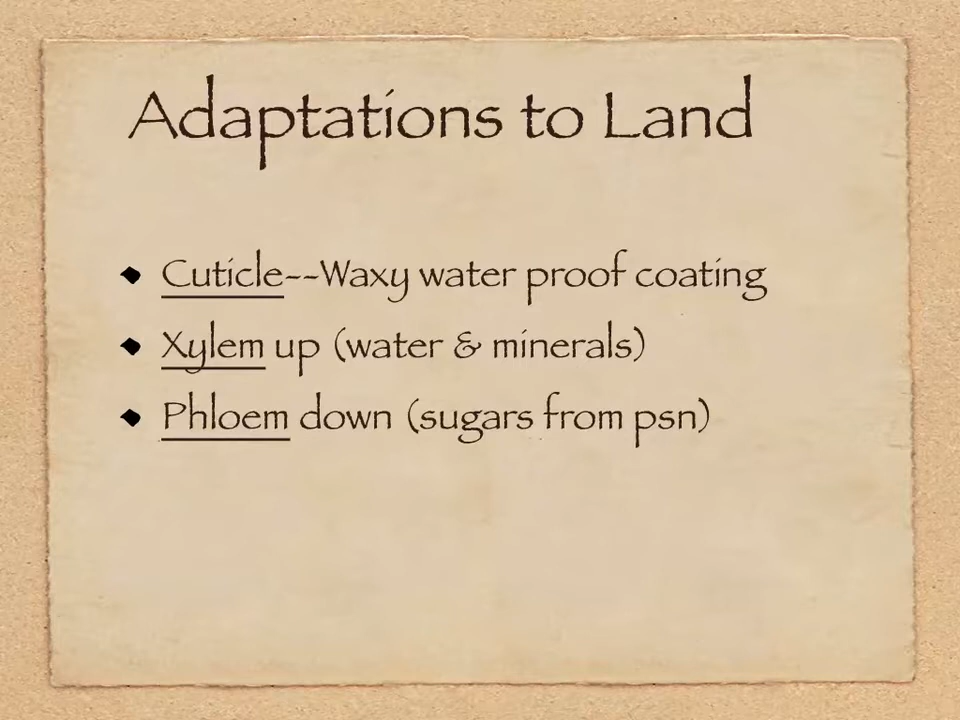 Adaptations to Land
Cuticle--Waxy water proof coating
Xylem up (water & minerals)
Phloem down (sugars from psn)